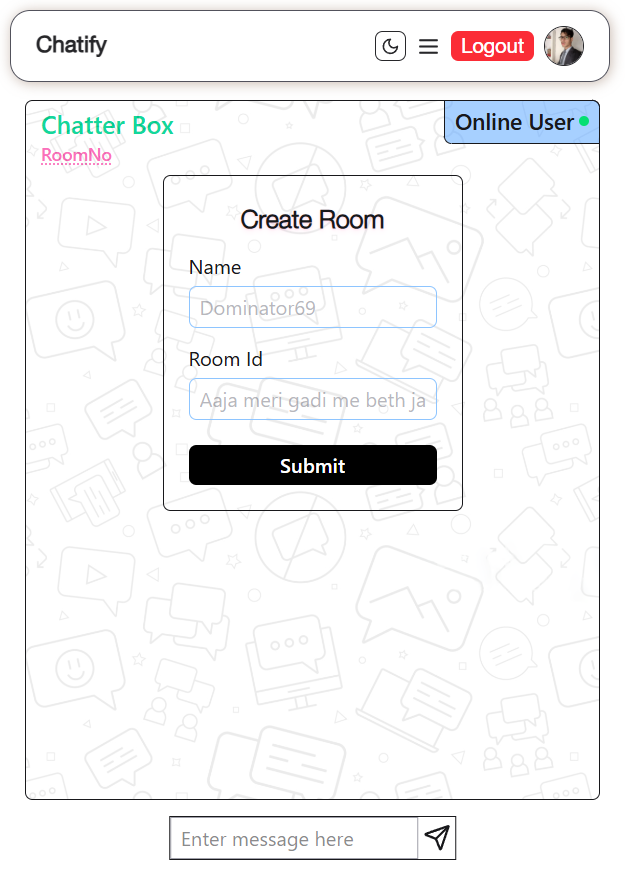 Chatify
Logout
Chatter Box
Online User
RoomNo
Create Room
Name
Dominator69
Room Id
Aaja meri gadi me beth ja
Submit
Enter message here